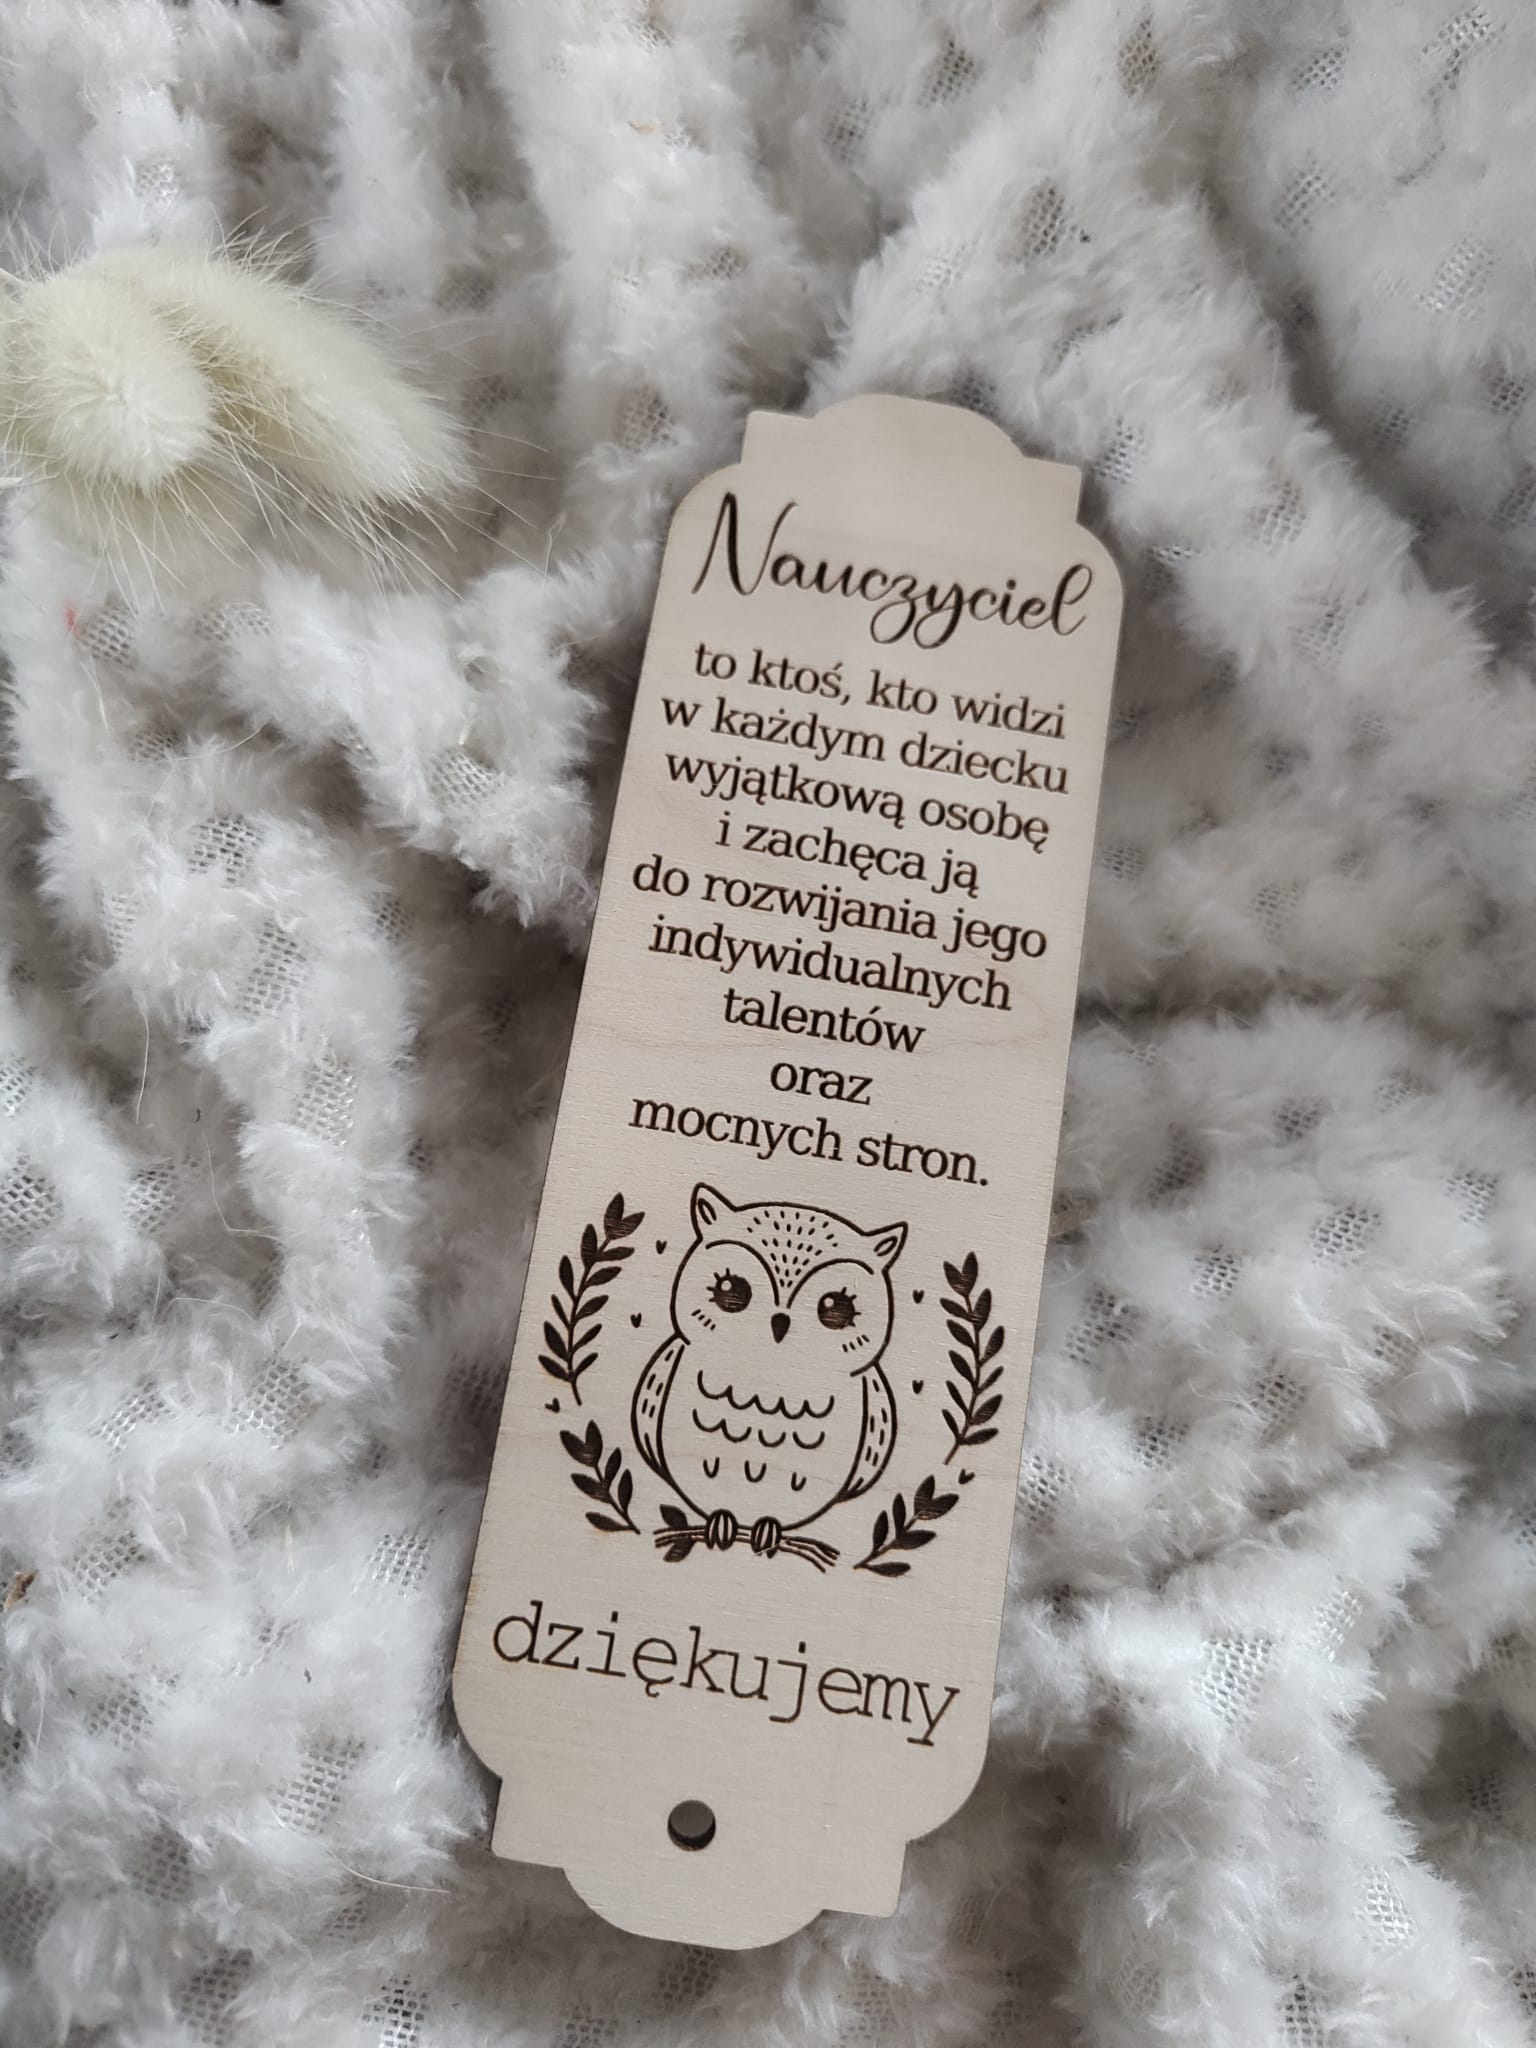 Nauczyciel
to ktoś, kto widzi
w każdym dziecku
wyjątkową osobę
i zachęca ją
do rozwijania jego
indywidualnych
talentów
oraz
mocnych stron.
dziękujemy